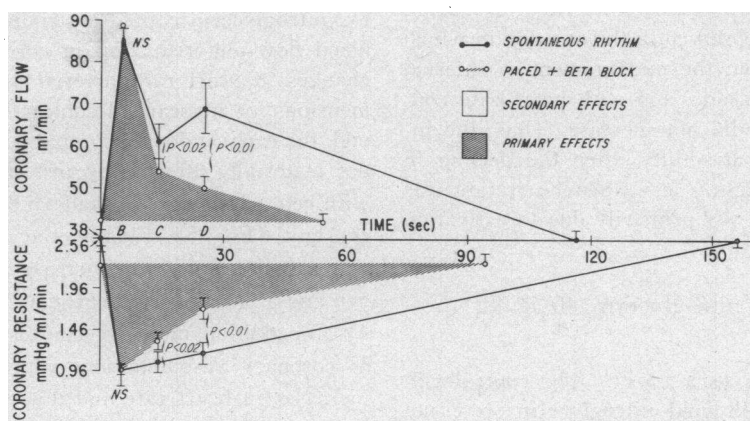 90
80
70
60
50
38
CORONARY FLOW
ml/min
NS
P<0.02
P<0.01
SPONTANEOUS RHYTHM
PACED + BETA BLOCK
SECONDARY EFFECTS
PRIMARY EFFECTS
B C D TIME (sec)
30 60 90 120 150
2.56
1.96
1.46
0.96
CORONARY RESISTANCE
mmHg/ml/min
P<0.02
P<0.01
NS